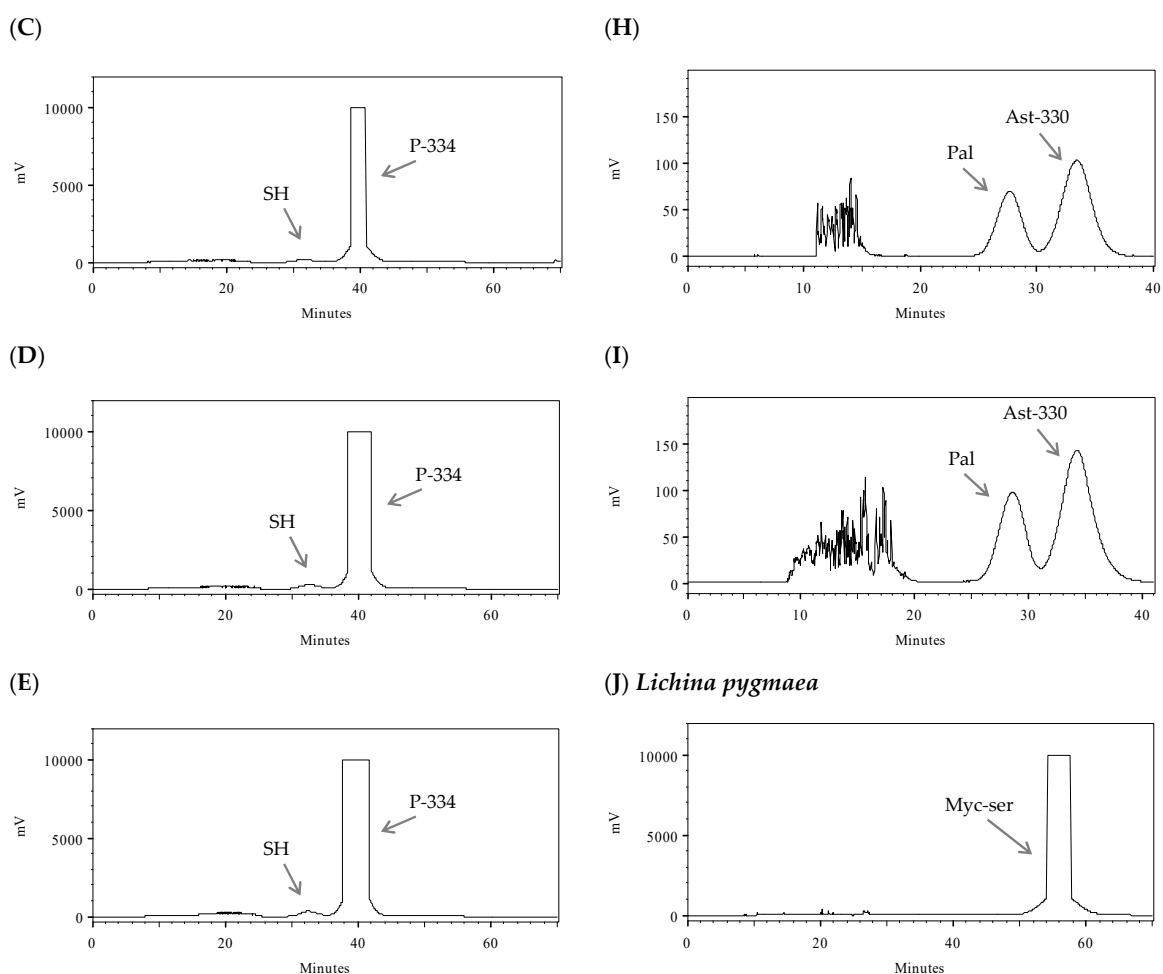 (C)
10000
5000
0
mV
SH
P-334
0 20 40 60
Minutes
(H)
150
100
50
0
mV
Pal
Ast-330
0 10 20 30 40
Minutes
(D)
10000
5000
0
mV
SH
P-334
0 20 40 60
Minutes
(I)
150
100
50
0
mV
Pal
Ast-330
0 10 20 30 40
Minutes
(E)
10000
5000
0
mV
SH
P-334
0 20 40 60
Minutes
(J) Lichina pygmaea
10000
5000
0
mV
Myc-ser
0 20 40 60
Minutes